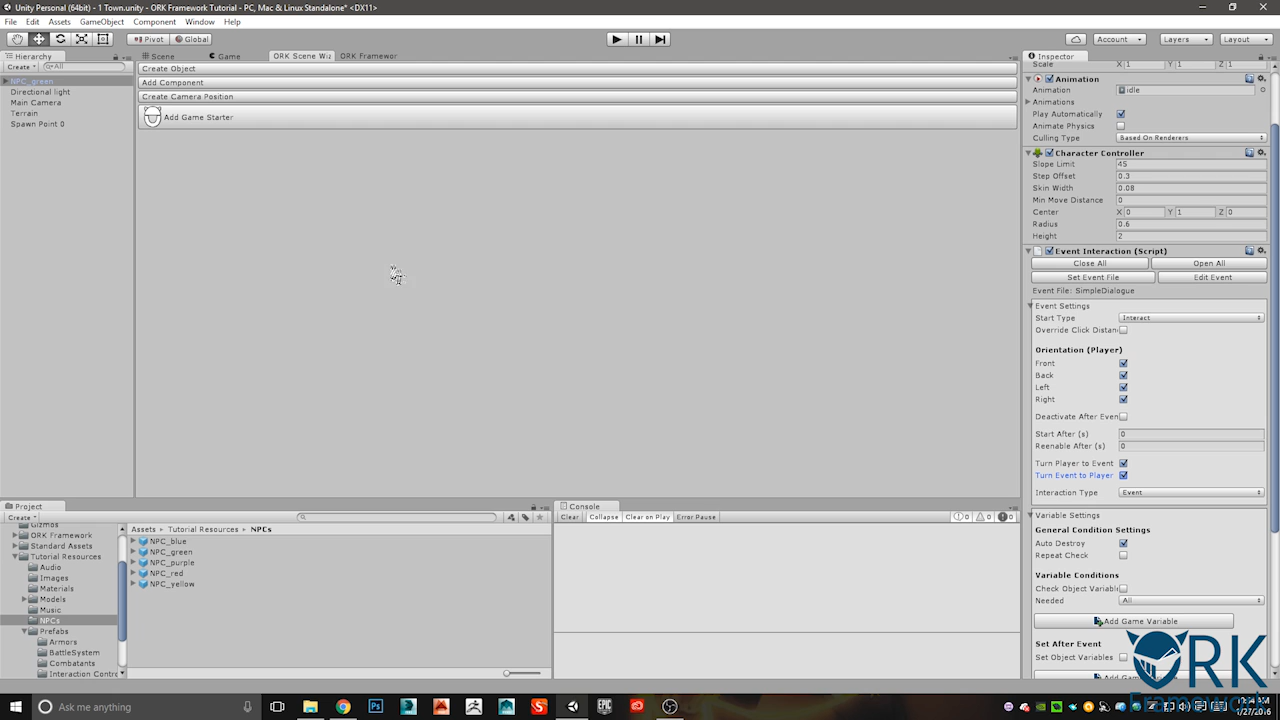 Unity Personal (64bit) - 1 Town.unity - ORK Framework Tutorial - PC, Mac & Linux Standalone* <DX11>
File Edit Assets GameObject Component Window Help
Pivot Global Account Layers Layout
Hierarchy
Create All
NPC_green
Directional light
Main Camera
Terrain
Spawn Point 0
Scene Game ORK Scene Wiz ORK Framewor
Create Object
Add Component
Create Camera Position
Add Game Starter
Inspector
Scale X 1 Y 1 Z 1
Animation
Animation idle
Animations
Play Automatically
Animate Physics
Culling Type Based On Renderers
Character Controller
Slope Limit 45
Step Offset 0.3
Skin Width 0.08
Min Move Distance 0
Center X 0 Y 1 Z 0
Radius 0.6
Height 2
Event Interaction (Script)
Close All Open All
Set Event File Edit Event
Event File: SimpleDialogue
Event Settings
Start Type Interact
Override Click Distan
Orientation (Player)
Front
Back
Left
Right
Deactivate After Even
Start After (s) 0
Reenable After (s) 0
Turn Player to Event
Turn Event to Player
Interaction Type Event
Variable Settings
General Condition Settings
Auto Destroy
Repeat Check
Variable Conditions
Check Object Variabl
Needed All
Add Game Variable
Set After Event
Set Object Variables
ORK
Project
Create
Gizmos
ORK Framework
Standard Assets
Tutorial Resources
Audio
Images
Materials
Models
Music
NPCs
Prefabs
Armors
BattleSystem
Combatants
Interaction Contro
Assets Tutorial Resources NPCs
NPC_blue
NPC_green
NPC_purple
NPC_red
NPC_yellow
Console
Clear Collapse Clear on Play Error Pause 0 0 0
Ask me anything